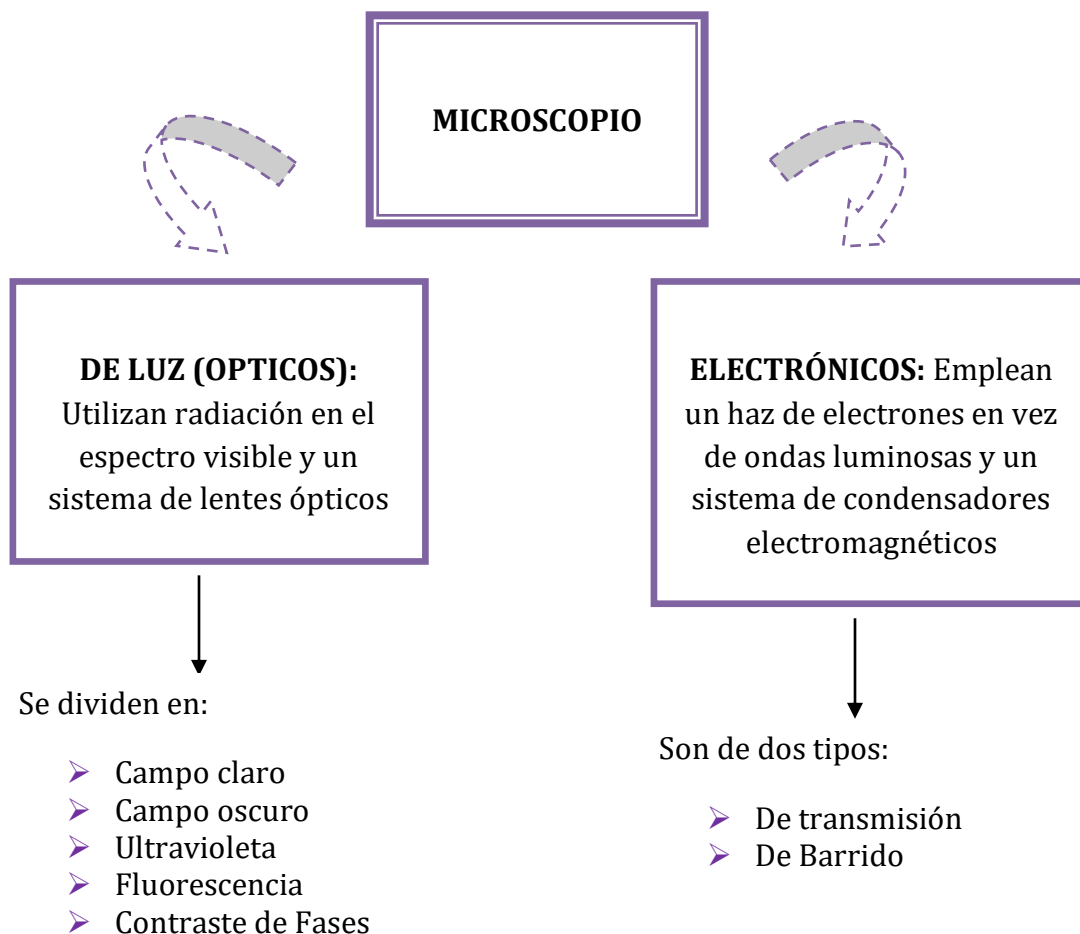 MICROSCOPIO
DE LUZ (OPTICOS):
Utilizan radiación en el
espectro visible y un
sistema de lentes ópticos
ELECTRÓNICOS: Emplean
un haz de electrones en vez
de ondas luminosas y un
sistema de condensadores
electromagnéticos
Se dividen en:
Campo claro
Campo oscuro
Ultravioleta
Fluorescencia
Contraste de Fases
Son de dos tipos:
De transmisión
De Barrido